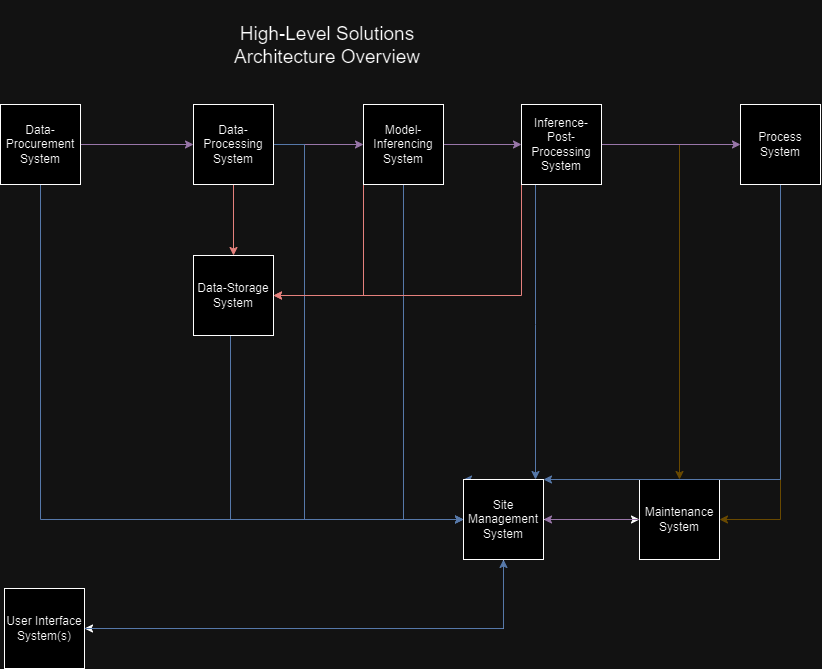 High-Level Solutions
Architecture Overview
Data-
Procurement
System
Data-
Processing
System
Model-
Inferencing
System
Inference-
Post-
Processing
System
Process
System
Data-Storage
System
Site
Management
System
Maintenance
System
User Interface
System(s)